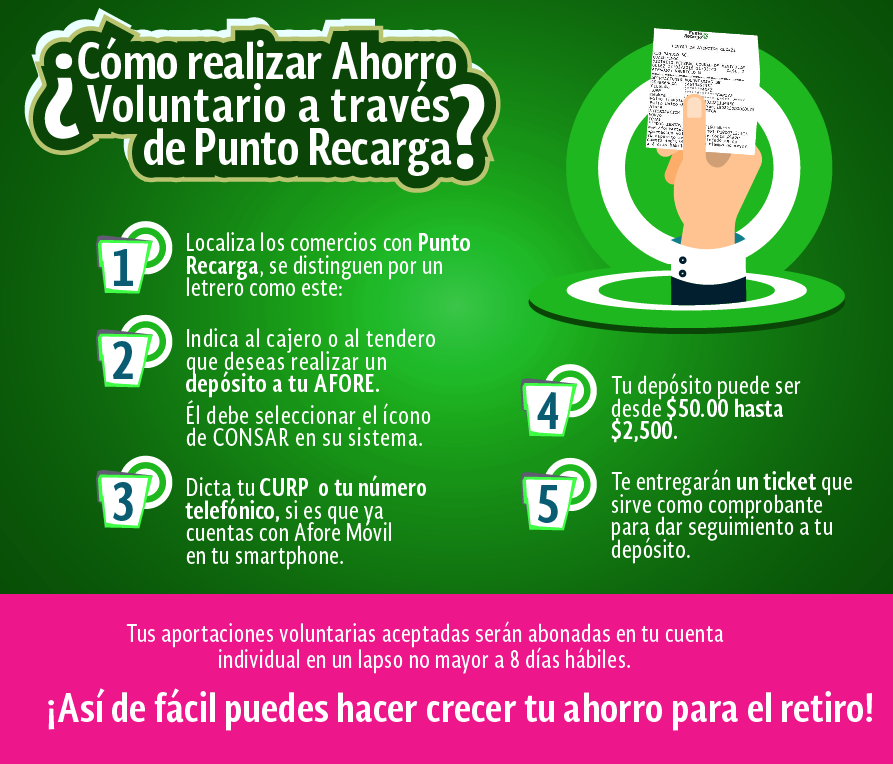 ¿Cómo realizar Ahorro
Voluntario a través
de Punto Recarga?
1
Localiza los comercios con Punto
Recarga, se distinguen por un
letrero como este:
2
Indica al cajero o al tendero
que deseas realizar un
depósito a tu AFORE.
Él debe seleccionar el ícono
de CONSAR en su sistema.
3
Dicta tu CURP o tu número
telefónico, si es que ya
cuentas con Afore Móvil
en tu smartphone.
4
Tu depósito puede ser
desde $50.00 hasta
$2,500.
5
Te entregarán un ticket que
sirve como comprobante
para dar seguimiento a tu
depósito.
Tus aportaciones voluntarias aceptadas serán abonadas en tu cuenta
individual en un lapso no mayor a 8 días hábiles.
¡Así de fácil puedes hacer crecer tu ahorro para el retiro!